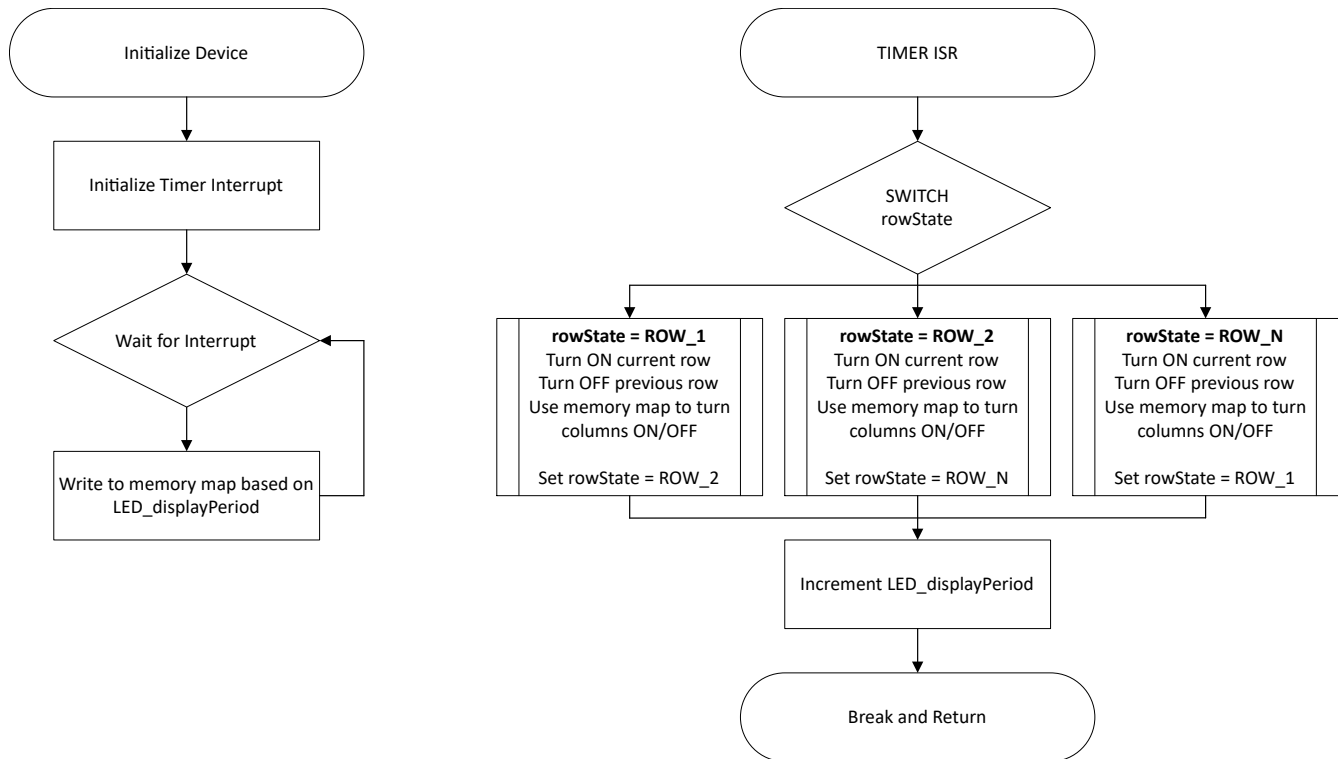 Initialize Device
Initialize Timer Interrupt
Wait for Interrupt
Write to memory map based on
LED_displayPeriod
TIMER ISR
SWITCH
rowState
rowState = ROW_1
Turn ON current row
Turn OFF previous row
Use memory map to turn
columns ON/OFF
Set rowState = ROW_2
rowState = ROW_2
Turn ON current row
Turn OFF previous row
Use memory map to turn
columns ON/OFF
Set rowState = ROW_N
rowState = ROW_N
Turn ON current row
Turn OFF previous row
Use memory map to turn
columns ON/OFF
Set rowState = ROW_1
Increment LED_displayPeriod
Break and Return